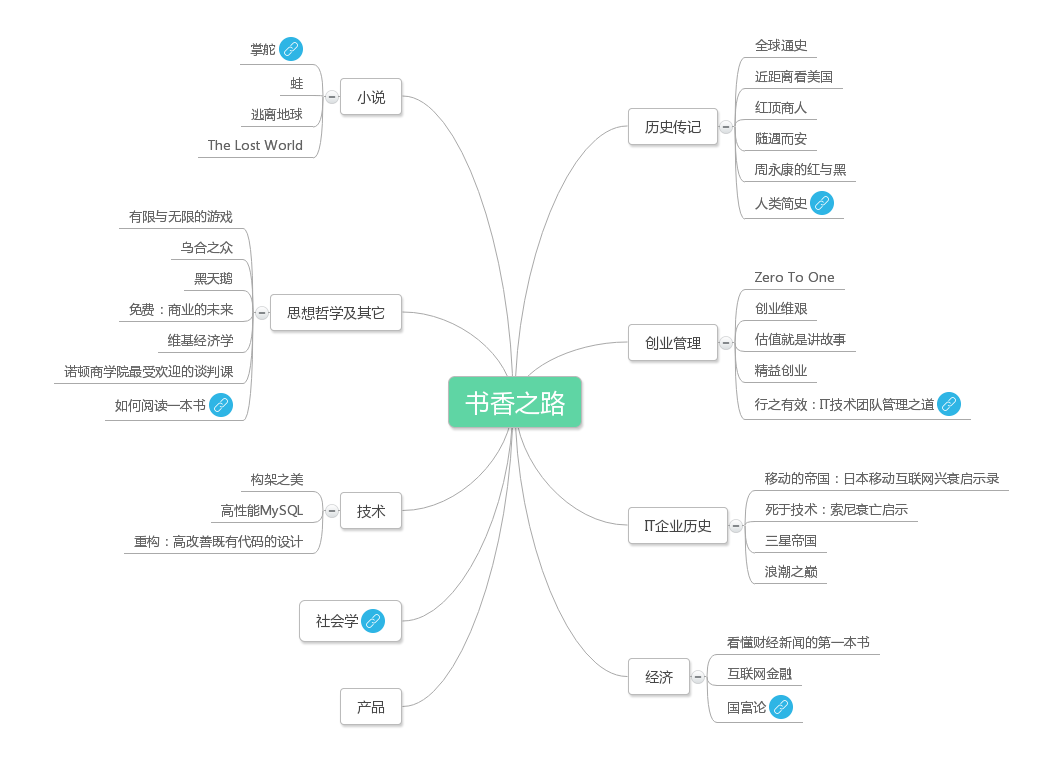 书香之路
小说
掌舵
蛙
逃离地球
The Lost World
思想哲学及其它
有限与无限的游戏
乌合之众
黑天鹅
免费：商业的未来
维基经济学
诺顿商学院最受欢迎的谈判课
如何阅读一本书
技术
构架之美
高性能MySQL
重构：高改善既有代码的设计
社会学
产品
历史传记
全球通史
近距离看美国
红顶商人
随遇而安
周永康的红与黑
人类简史
创业管理
Zero To One
创业维艰
估值就是讲故事
精益创业
行之有效：IT技术团队管理之道
IT企业历史
移动的帝国：日本移动互联网兴衰启示录
死于技术：索尼衰亡启示
三星帝国
浪潮之巅
经济
看懂财经新闻的第一本书
互联网金融
国富论